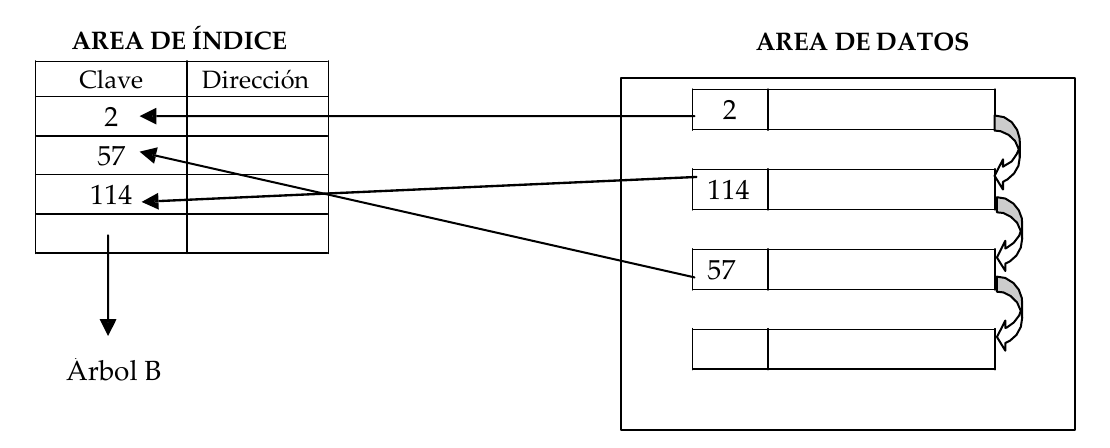 AREA DE ÍNDICE
Clave Dirección
2
57
114
Árbol B
AREA DE DATOS
2
114
57